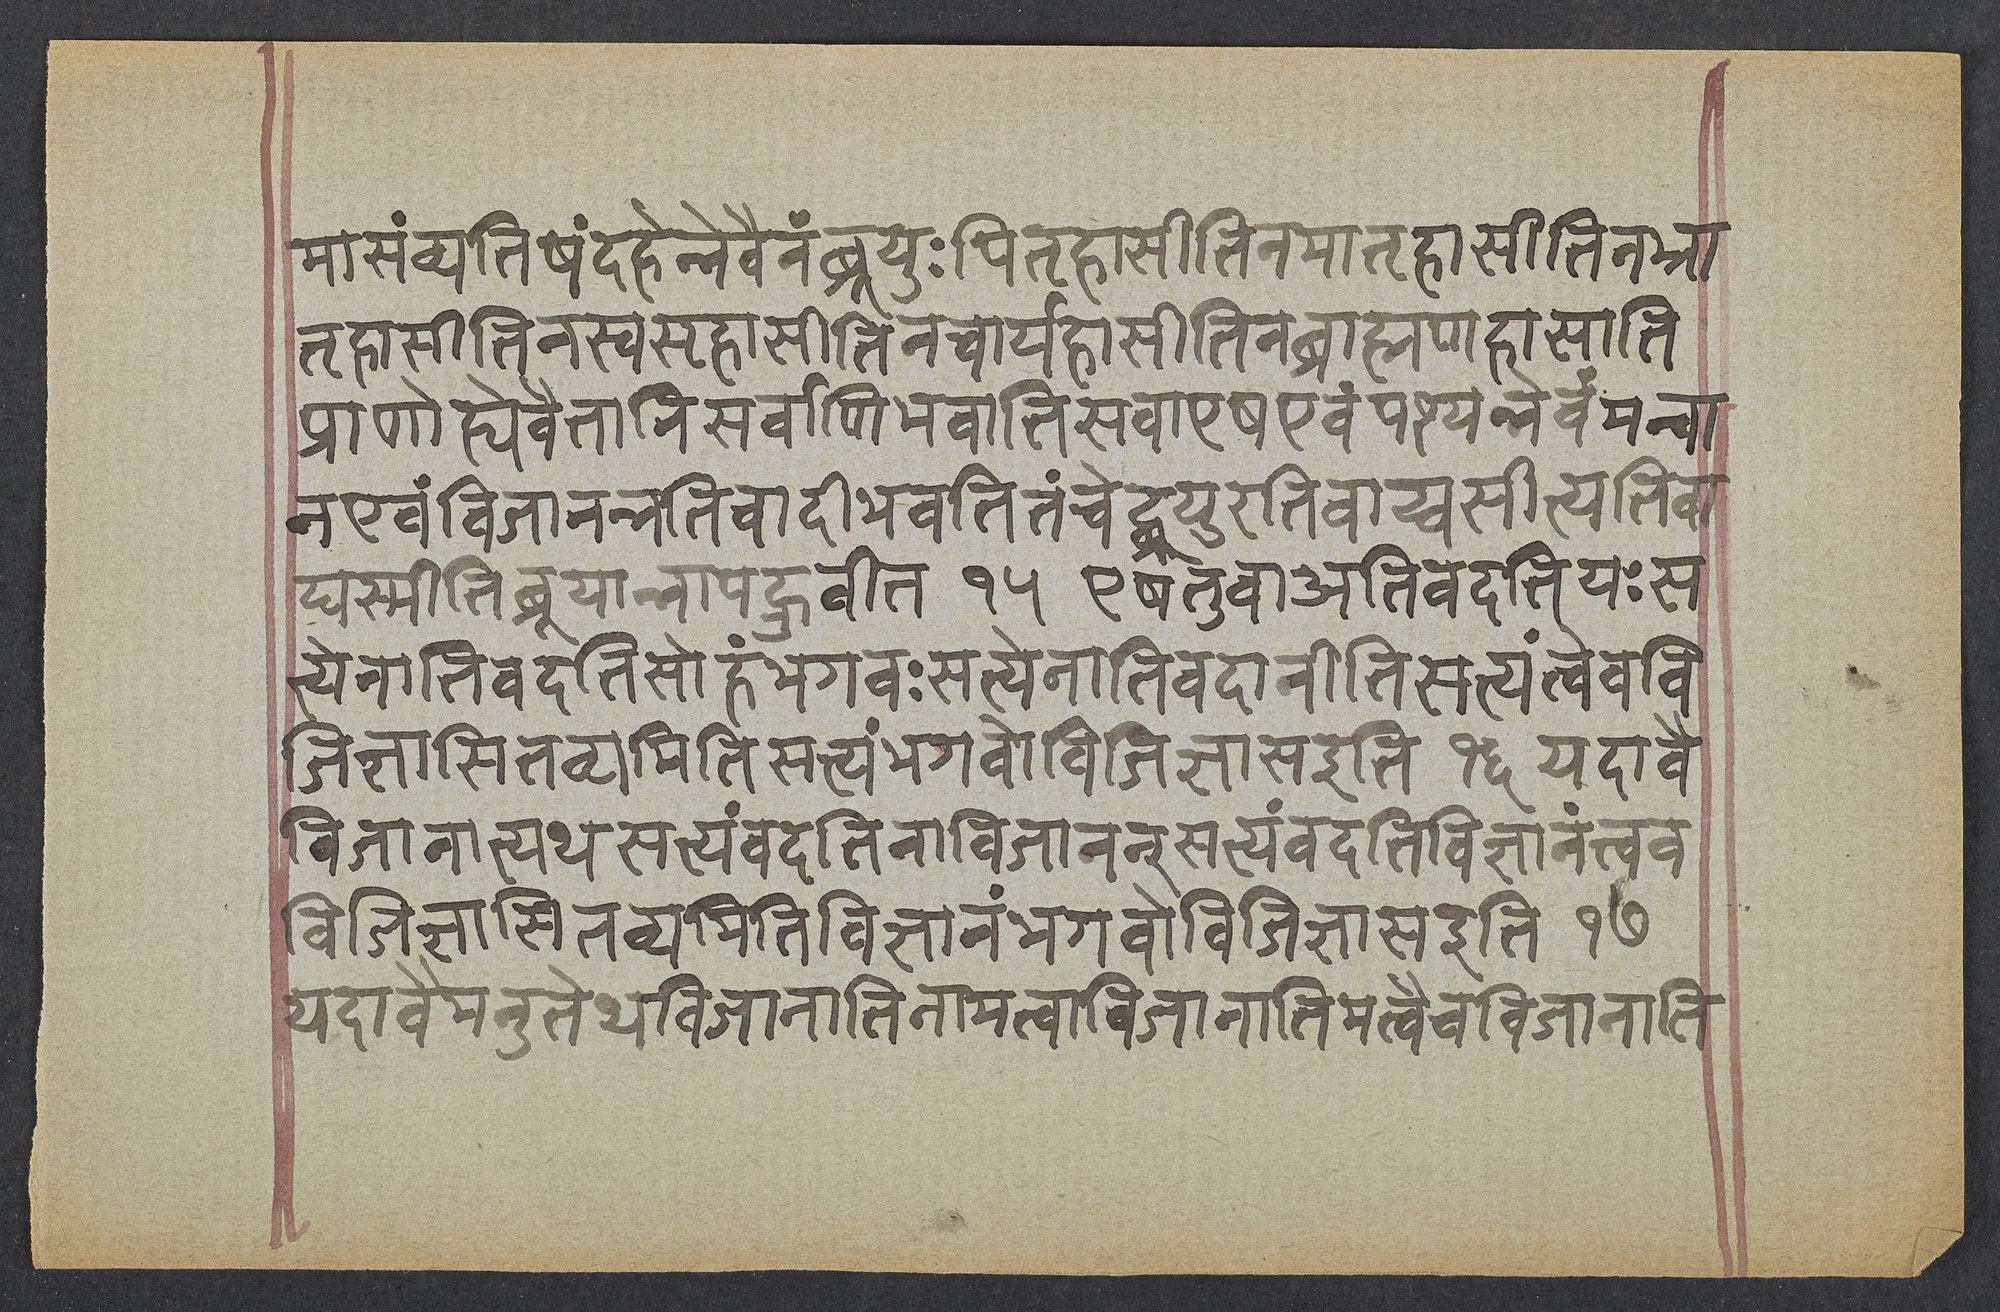 मासंव्यतिषंदहेन्नेवैनंब्रूयुःपितृहासीतिनमातृहासीतिनभ्रा
तृहासीतिनस्वसृहासीतिनचार्यहासीतिनब्राह्मणहासाति
प्राणोह्येवैतानिसर्वाणिभवातिसवाएषएवंपश्यन्नेवंमन्वा
नएवंविजानन्नतिवादीभवतितंचेद्ब्रूयुरतिवाय्वसीत्यतिवा
द्यस्मीतिब्रूयान्नापह्नुवीत १५ एषतुवाअतिवदतियःस
त्येनातिवदतिसोहंभगवःसत्येनातिवदानीतिसत्यंत्वेववि
जिज्ञासितव्यमितिसत्यंभगवोविजिज्ञासइति १६ यदावै
विजानात्यथसत्यंवदतिनाविजानन्सत्यंवदतिविज्ञानंत्वव
विजिज्ञासितव्यमितिविज्ञानंभगवोविजिज्ञासइति १७
यदावैमनुतेथविजानातिनामत्वाविजानातिमत्वैवविजानाति